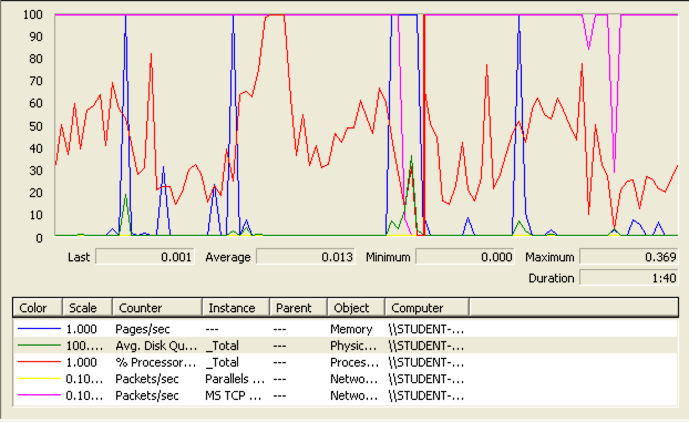 100
90
80
70
60
50
40
30
20
10
0
Last 0.001 Average 0.013 Minimum 0.000 Maximum 0.369
Duration 1:40
Color Scale Counter Instance Parent Object Computer
1.000 Pages/sec --- --- Memory \\STUDENT-...
100.... Avg. Disk Qu... _Total --- Physic... \\STUDENT-...
1.000 % Processor... _Total --- Proces... \\STUDENT-...
0.10... Packets/sec Parallels ... --- Netwo... \\STUDENT-...
0.10... Packets/sec MS TCP ... --- Netwo... \\STUDENT-...